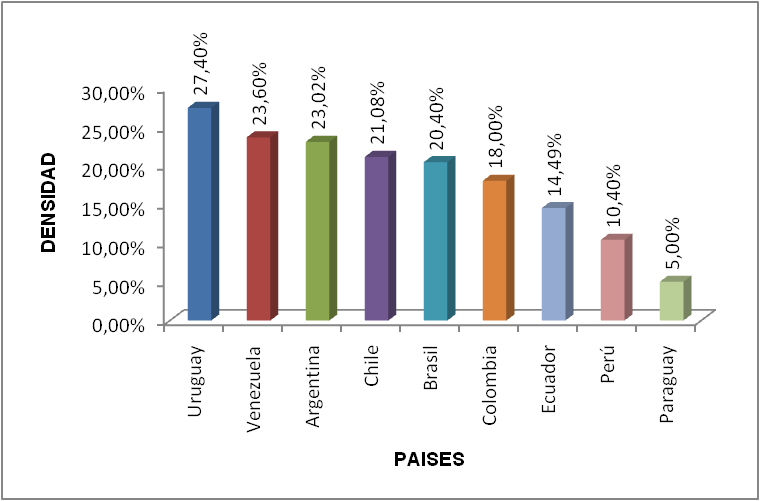 DENSIDAD
30,00%
25,00%
20,00%
15,00%
10,00%
5,00%
0,00%
27,40%
23,60%
23,02%
21,08%
20,40%
18,00%
14,49%
10,40%
5,00%
Uruguay
Venezuela
Argentina
Chile
Brasil
Colombia
Ecuador
Perú
Paraguay
PAISES